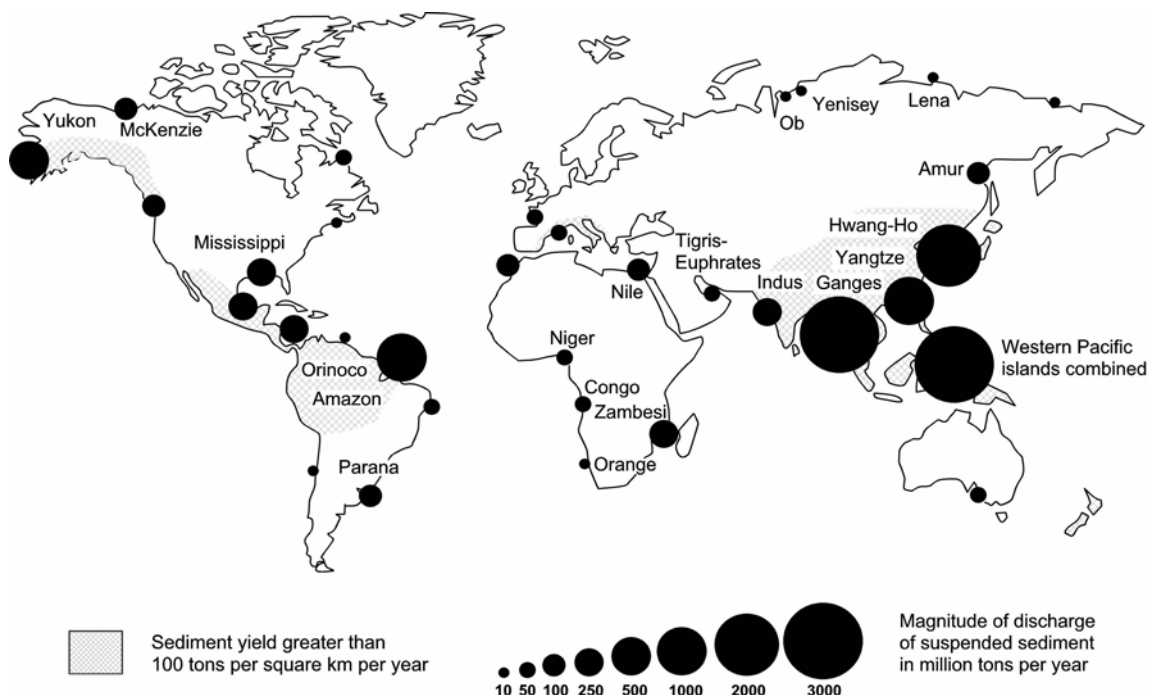 Yukon
McKenzie
Ob
Yenisey
Lena
Amur
Hwang-Ho
Yangtze
Mississippi
Tigris-
Euphrates
Nile
Indus
Ganges
Niger
Orinoco
Amazon
Congo
Zambesi
Western Pacific
islands combined
Parana
Orange
Sediment yield greater than
100 tons per square km per year
10 50 100 250 500 1000 2000 3000
Magnitude of discharge
of suspended sediment
in million tons per year